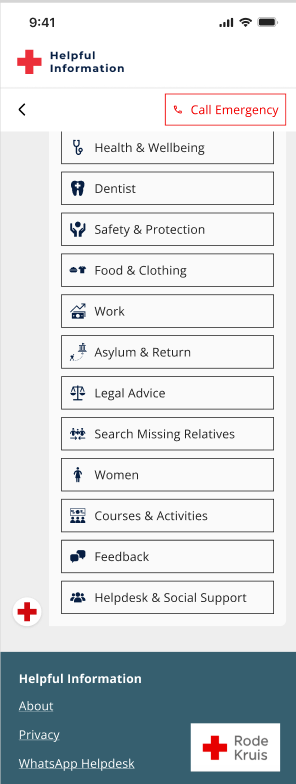 9:41
Helpful
Information
Call Emergency
Health & Wellbeing
Dentist
Safety & Protection
Food & Clothing
Work
Asylum & Return
Legal Advice
Search Missing Relatives
Women
Courses & Activities
Feedback
Helpdesk & Social Support
Helpful Information
About
Privacy
WhatsApp Helpdesk
Rode
Kruis